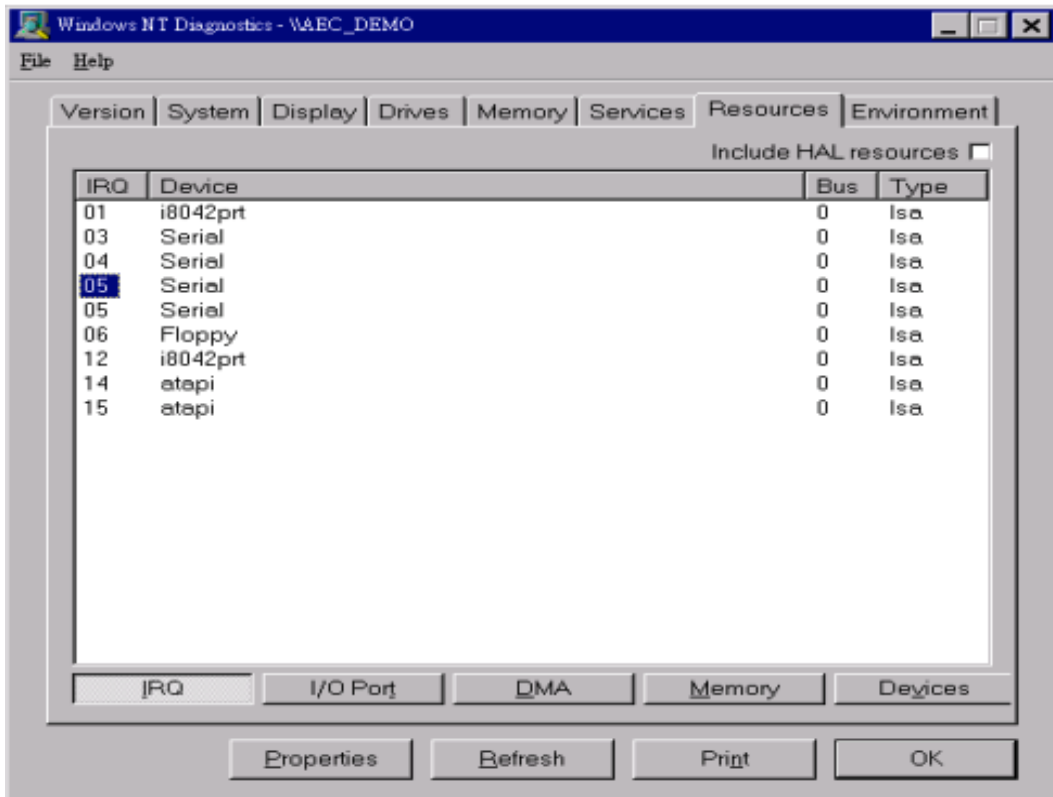 Windows NT Diagnostics - \\AEC_DEMO
File Help
Version System Display Drives Memory Services Resources Environment
Include HAL resources
IRQ Device Bus Type
01 i8042prt 0 Isa
03 Serial 0 Isa
04 Serial 0 Isa
05 Serial 0 Isa
05 Serial 0 Isa
06 Floppy 0 Isa
12 i8042prt 0 Isa
14 atapi 0 Isa
15 atapi 0 Isa
IRQ I/O Port DMA Memory Devices
Properties Refresh Print OK